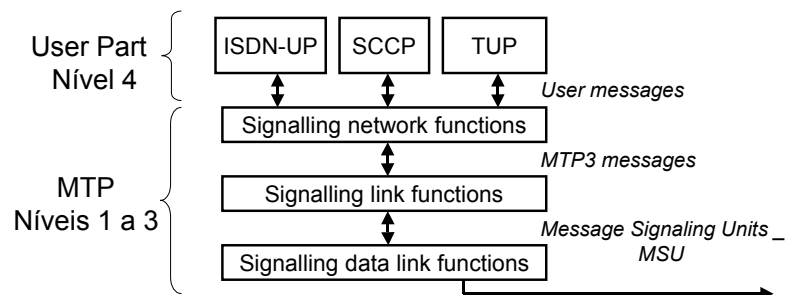 User Part
Nível 4
ISDN-UP
SCCP
TUP
User messages
Signalling network functions
MTP3 messages
MTP
Níveis 1 a 3
Signalling link functions
Message Signaling Units _
MSU
Signalling data link functions